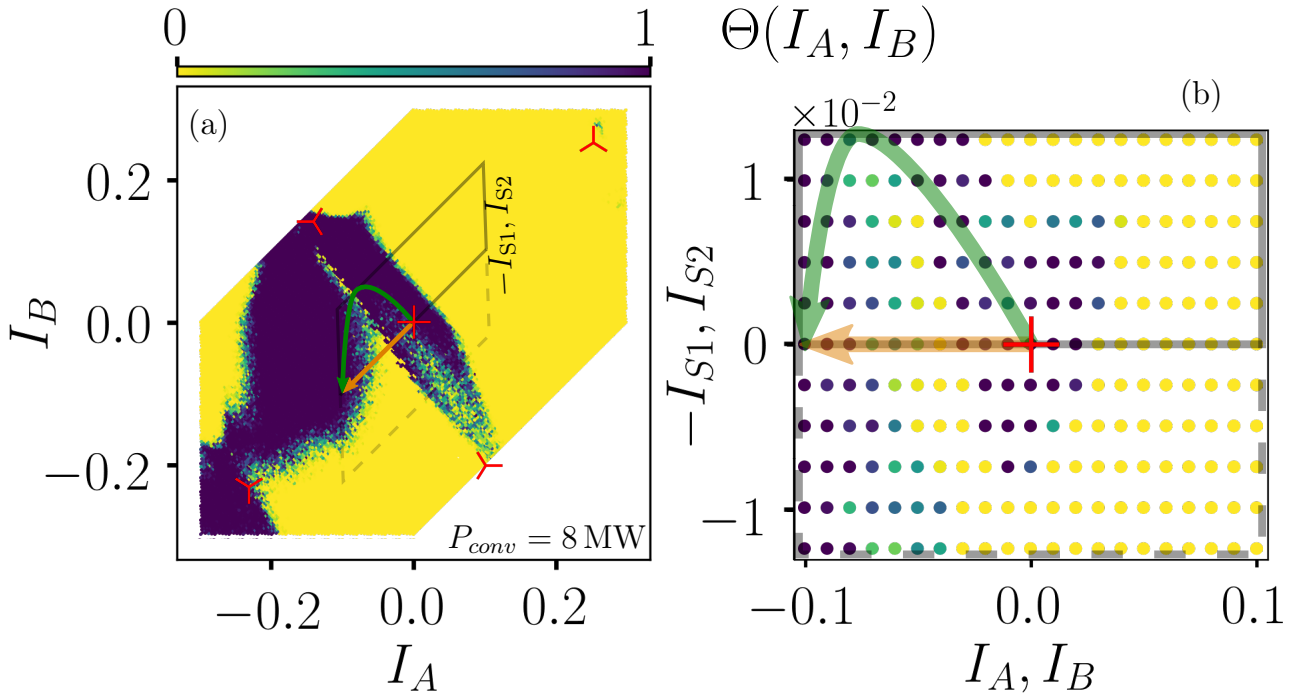 0
1
Θ(I_A, I_B)
(a)
(b)
×10⁻²
0.2
0.0
−0.2
I_B
−I_S1, I_S2
P_conv = 8 MW
−0.2
0.0
0.2
I_A
1
0
−1
−I_S1, I_S2
−0.1
0.0
0.1
I_A, I_B